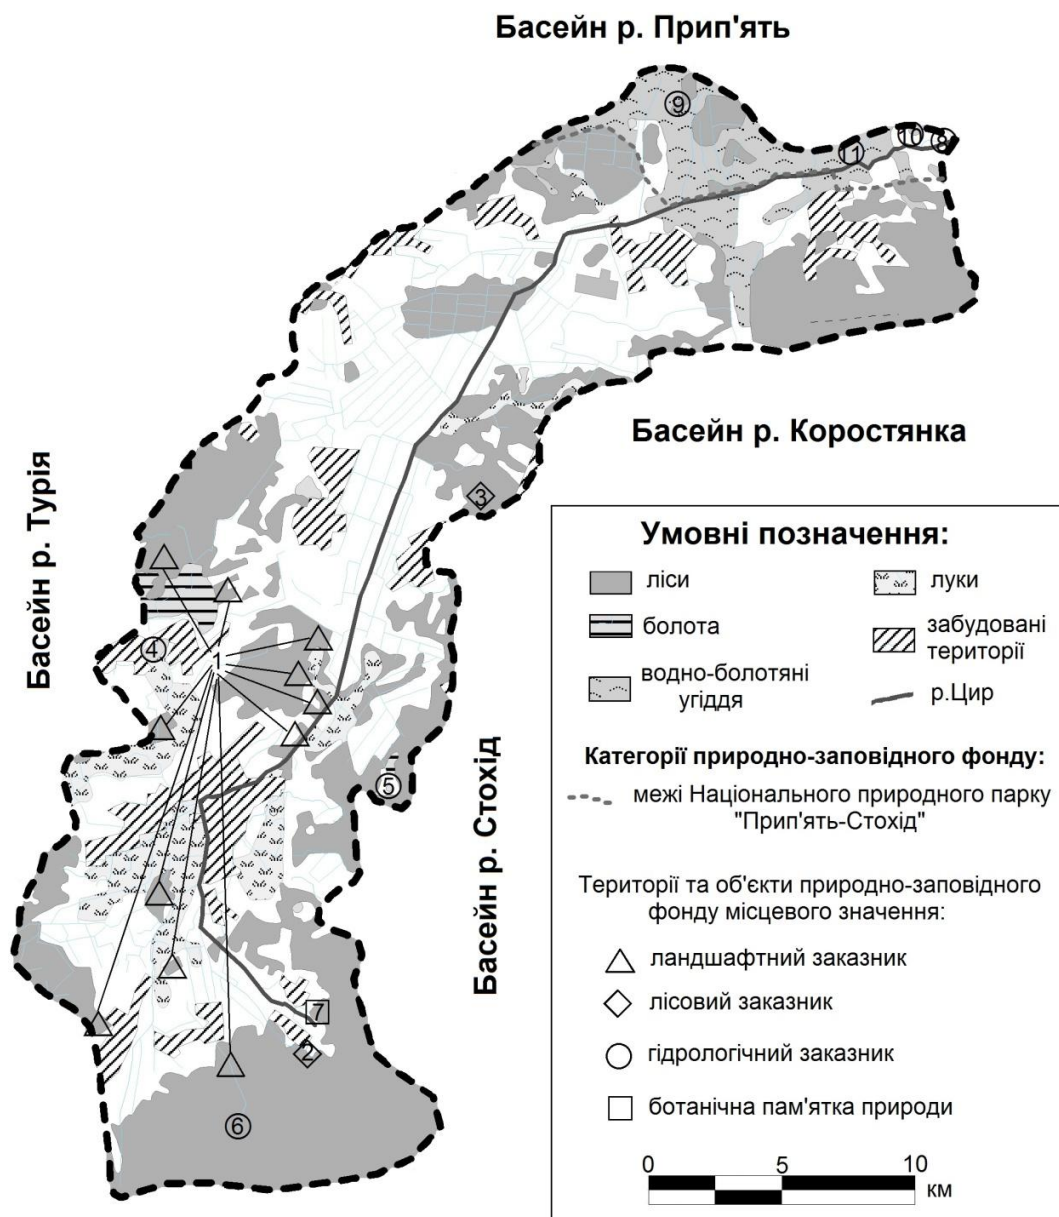 Басейн р. Прип'ять
9
10
8
11
Басейн р. Коростянка
3
Басейн р. Турія
4
1
5
Басейн р. Стохід
7
2
6
Умовні позначення:
ліси
луки
болота
забудовані
території
водно-болотяні
угіддя
р.Цир
Категорії природно-заповідного фонду:
межі Національного природного парку
"Прип'ять-Стохід"
Території та об'єкти природно-заповідного
фонду місцевого значення:
ландшафтний заказник
лісовий заказник
гідрологічний заказник
ботанічна пам'ятка природи
0 5 10
км